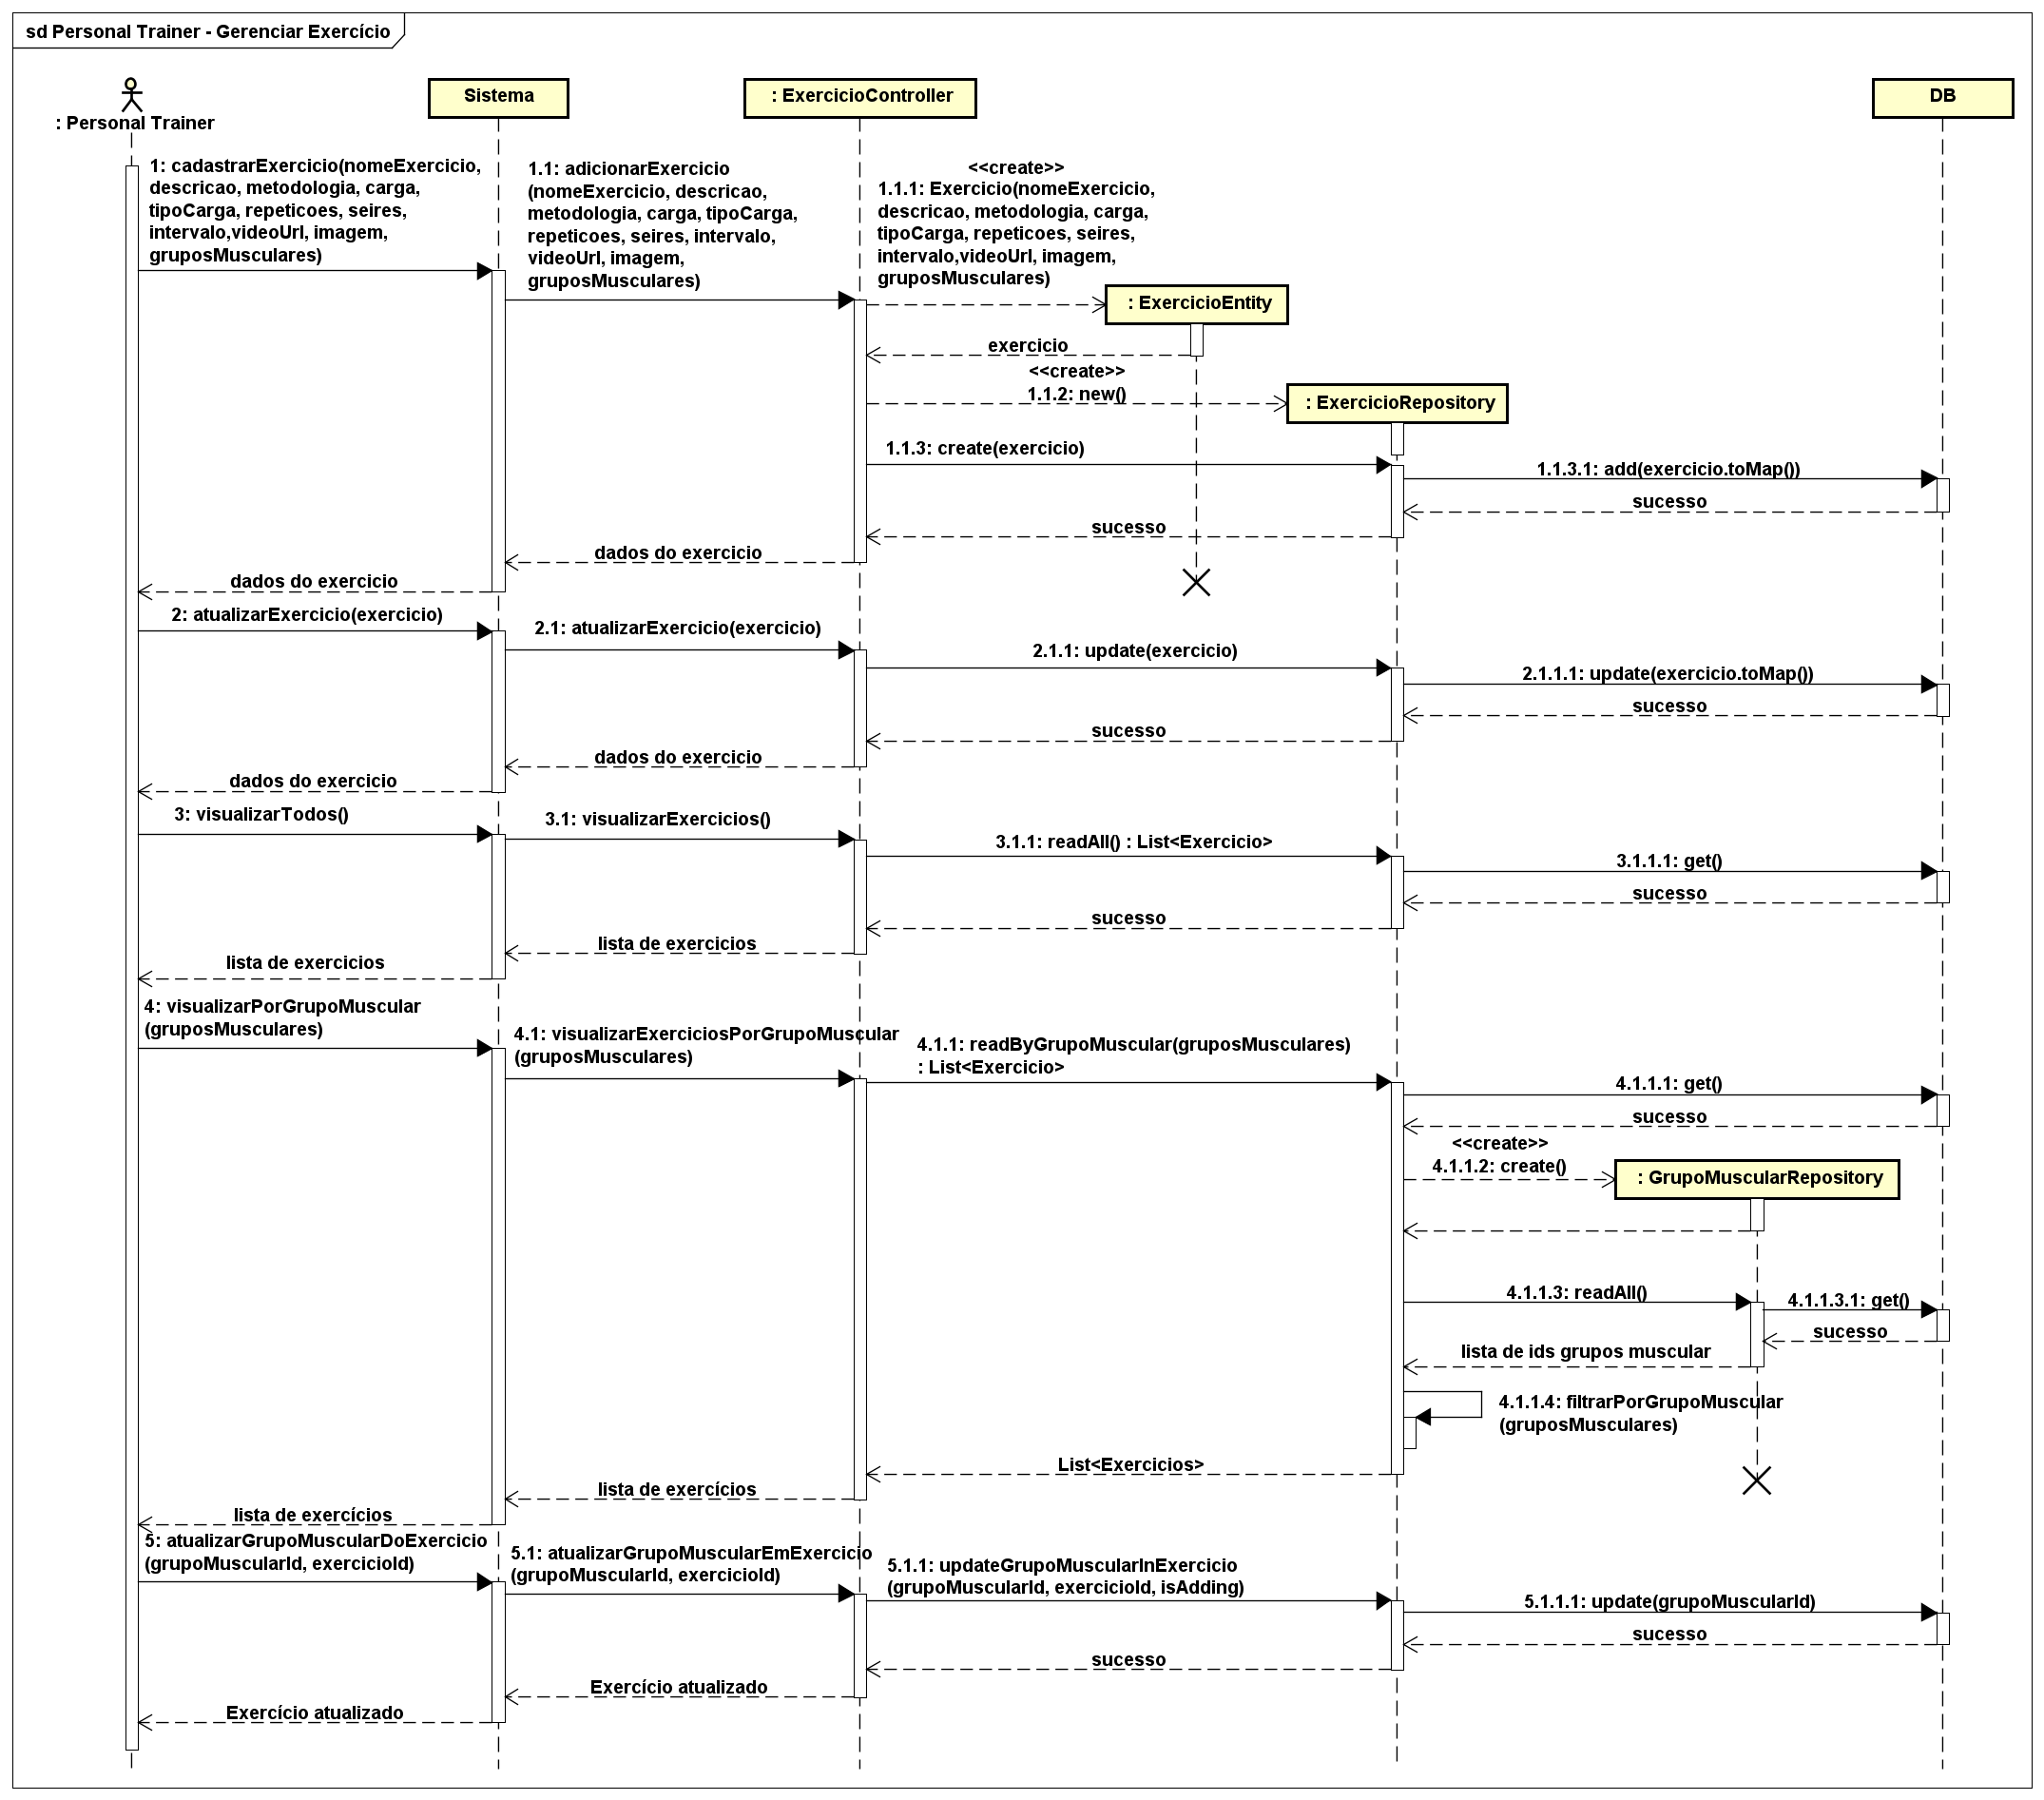 sd Personal Trainer - Gerenciar Exercício
: Personal Trainer
Sistema
: ExercicioController
DB
1: cadastrarExercicio(nomeExercicio,
descricao, metodologia, carga,
tipoCarga, repeticoes, seires,
intervalo,videoUrl, imagem,
gruposMusculares)
1.1: adicionarExercicio
(nomeExercicio, descricao,
metodologia, carga, tipoCarga,
repeticoes, seires, intervalo,
videoUrl, imagem,
gruposMusculares)
<<create>>
1.1.1: Exercicio(nomeExercicio,
descricao, metodologia, carga,
tipoCarga, repeticoes, seires,
intervalo,videoUrl, imagem,
gruposMusculares)
: ExercicioEntity
exercicio
<<create>>
1.1.2: new()
: ExercicioRepository
1.1.3: create(exercicio)
1.1.3.1: add(exercicio.toMap())
sucesso
sucesso
dados do exercicio
dados do exercicio
2: atualizarExercicio(exercicio)
2.1: atualizarExercicio(exercicio)
2.1.1: update(exercicio)
2.1.1.1: update(exercicio.toMap())
sucesso
sucesso
dados do exercicio
dados do exercicio
3: visualizarTodos()
3.1: visualizarExercicios()
3.1.1: readAll() : List<Exercicio>
3.1.1.1: get()
sucesso
sucesso
lista de exercicios
lista de exercicios
4: visualizarPorGrupoMuscular
(gruposMusculares)
4.1: visualizarExerciciosPorGrupoMuscular
(gruposMusculares)
4.1.1: readByGrupoMuscular(gruposMusculares)
: List<Exercicio>
4.1.1.1: get()
sucesso
<<create>>
4.1.1.2: create()
: GrupoMuscularRepository
4.1.1.3: readAll()
4.1.1.3.1: get()
sucesso
lista de ids grupos muscular
4.1.1.4: filtrarPorGrupoMuscular
(gruposMusculares)
List<Exercicios>
lista de exercícios
lista de exercícios
5: atualizarGrupoMuscularDoExercicio
(grupoMuscularId, exercicioId)
5.1: atualizarGrupoMuscularEmExercicio
(grupoMuscularId, exercicioId)
5.1.1: updateGrupoMuscularInExercicio
(grupoMuscularId, exercicioId, isAdding)
5.1.1.1: update(grupoMuscularId)
sucesso
sucesso
Exercício atualizado
Exercício atualizado